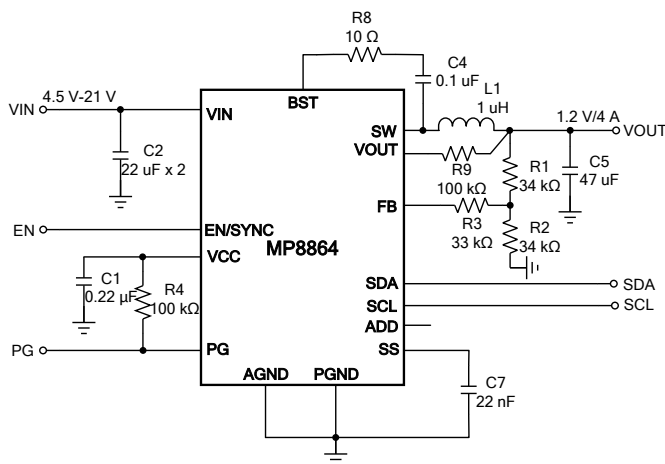 R8
10 Ω
C4
0.1 uF
L1
1 uH
4.5 V-21 V
VIN
VIN
BST
SW
1.2 V/4 A
VOUT
VOUT
C2
22 uF x 2
R9
100 kΩ
R1
34 kΩ
C5
47 uF
FB
R3
33 kΩ
R2
34 kΩ
EN
EN/SYNC
MP8864
VCC
C1
0.22 µF
R4
100 kΩ
SDA
SDA
SCL
SCL
ADD
PG
PG
SS
AGND
PGND
C7
22 nF